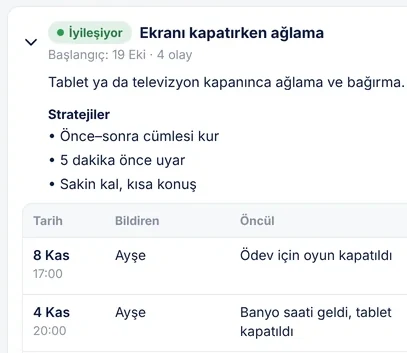 İyileşiyor Ekranı kapatırken ağlama
Başlangıç: 19 Eki · 4 olay
Tablet ya da televizyon kapanınca ağlama ve bağırma.
Stratejiler
• Önce–sonra cümlesi kur
• 5 dakika önce uyar
• Sakin kal, kısa konuş
Tarih Bildiren Öncül
8 Kas Ayşe Ödev için oyun kapatıldı
17:00
4 Kas Ayşe Banyo saati geldi, tablet
20:00 kapatıldı